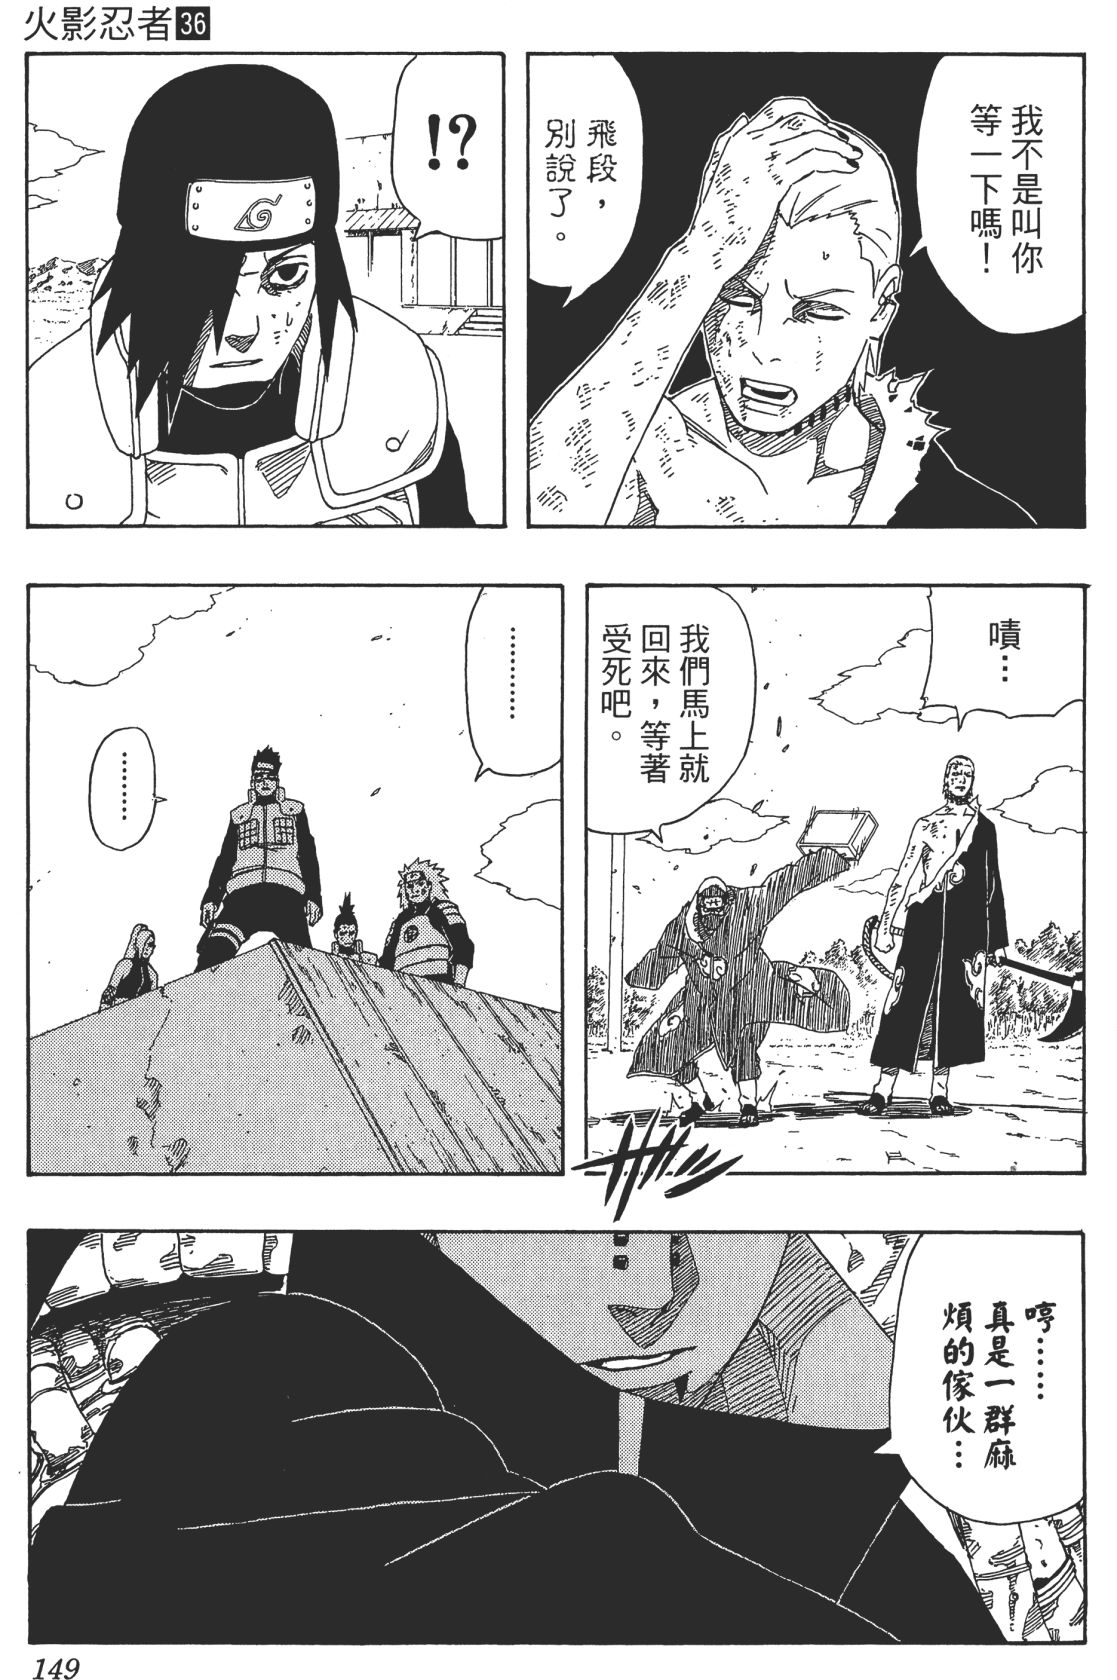 火影忍者36
我不是叫你
等一下嗎！
飛段，
別說了。
!?
嘖…
我們馬上就
回來，等著
受死吧。
…………
………
哼……
真是一群麻
煩的傢伙…
149